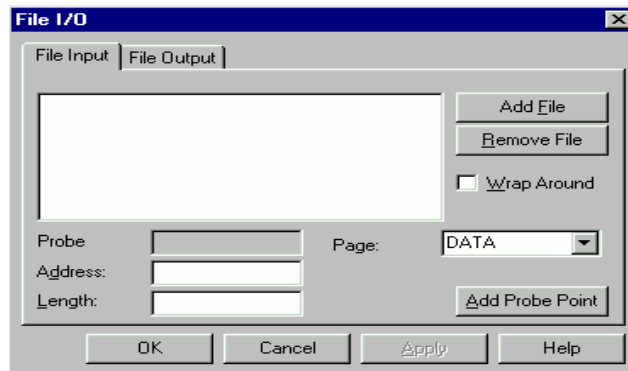 File I/O
File Input File Output
Add File
Remove File
Wrap Around
Probe Page: DATA
Address:
Length: Add Probe Point
OK Cancel Apply Help